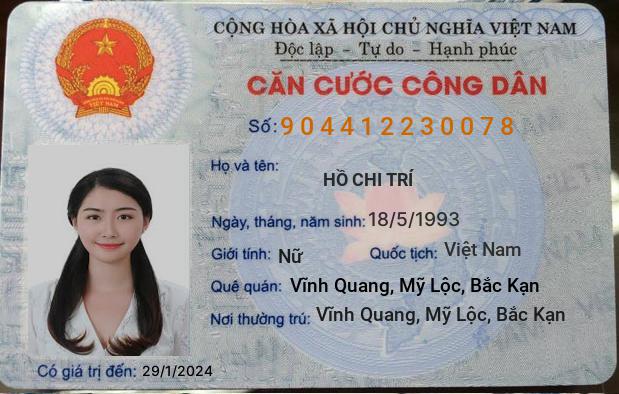 CỘNG HÒA XÃ HỘI CHỦ NGHĨA VIỆT NAM
Độc lập - Tự do - Hạnh phúc
CĂN CƯỚC CÔNG DÂN
Số: 904412230078
Họ và tên:
HỒ CHI TRÍ
Ngày, tháng, năm sinh: 18/5/1993
Giới tính: Nữ Quốc tịch: Việt Nam
Quê quán: Vĩnh Quang, Mỹ Lộc, Bắc Kạn
Nơi thường trú: Vĩnh Quang, Mỹ Lộc, Bắc Kạn
Có giá trị đến: 29/1/2024
VIỆT NAM